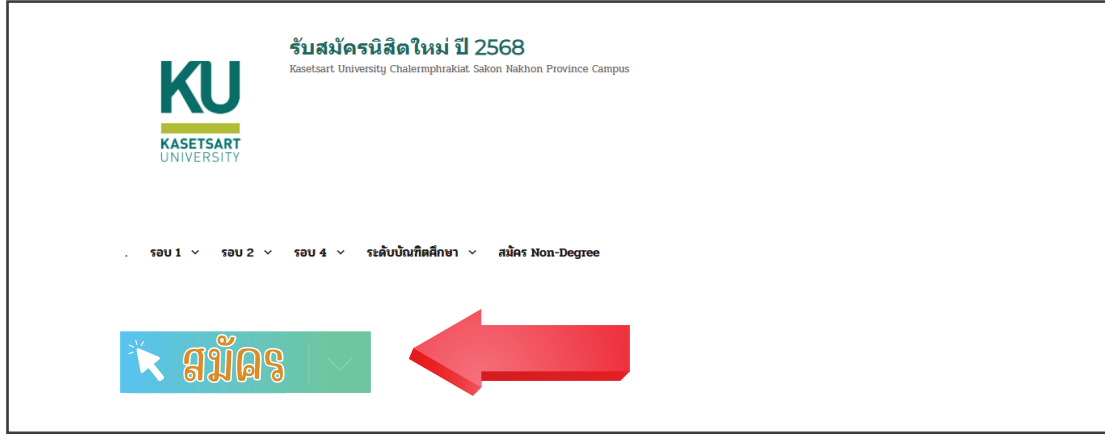 รับสมัครนิสิตใหม่ ปี 2568
Kasetsart University Chalermphrakiat Sakon Nakhon Province Campus
KU
KASETSART
UNIVERSITY
. รอบ 1 รอบ 2 รอบ 4 ระดับบัณฑิตศึกษา สมัคร Non-Degree
สมัคร